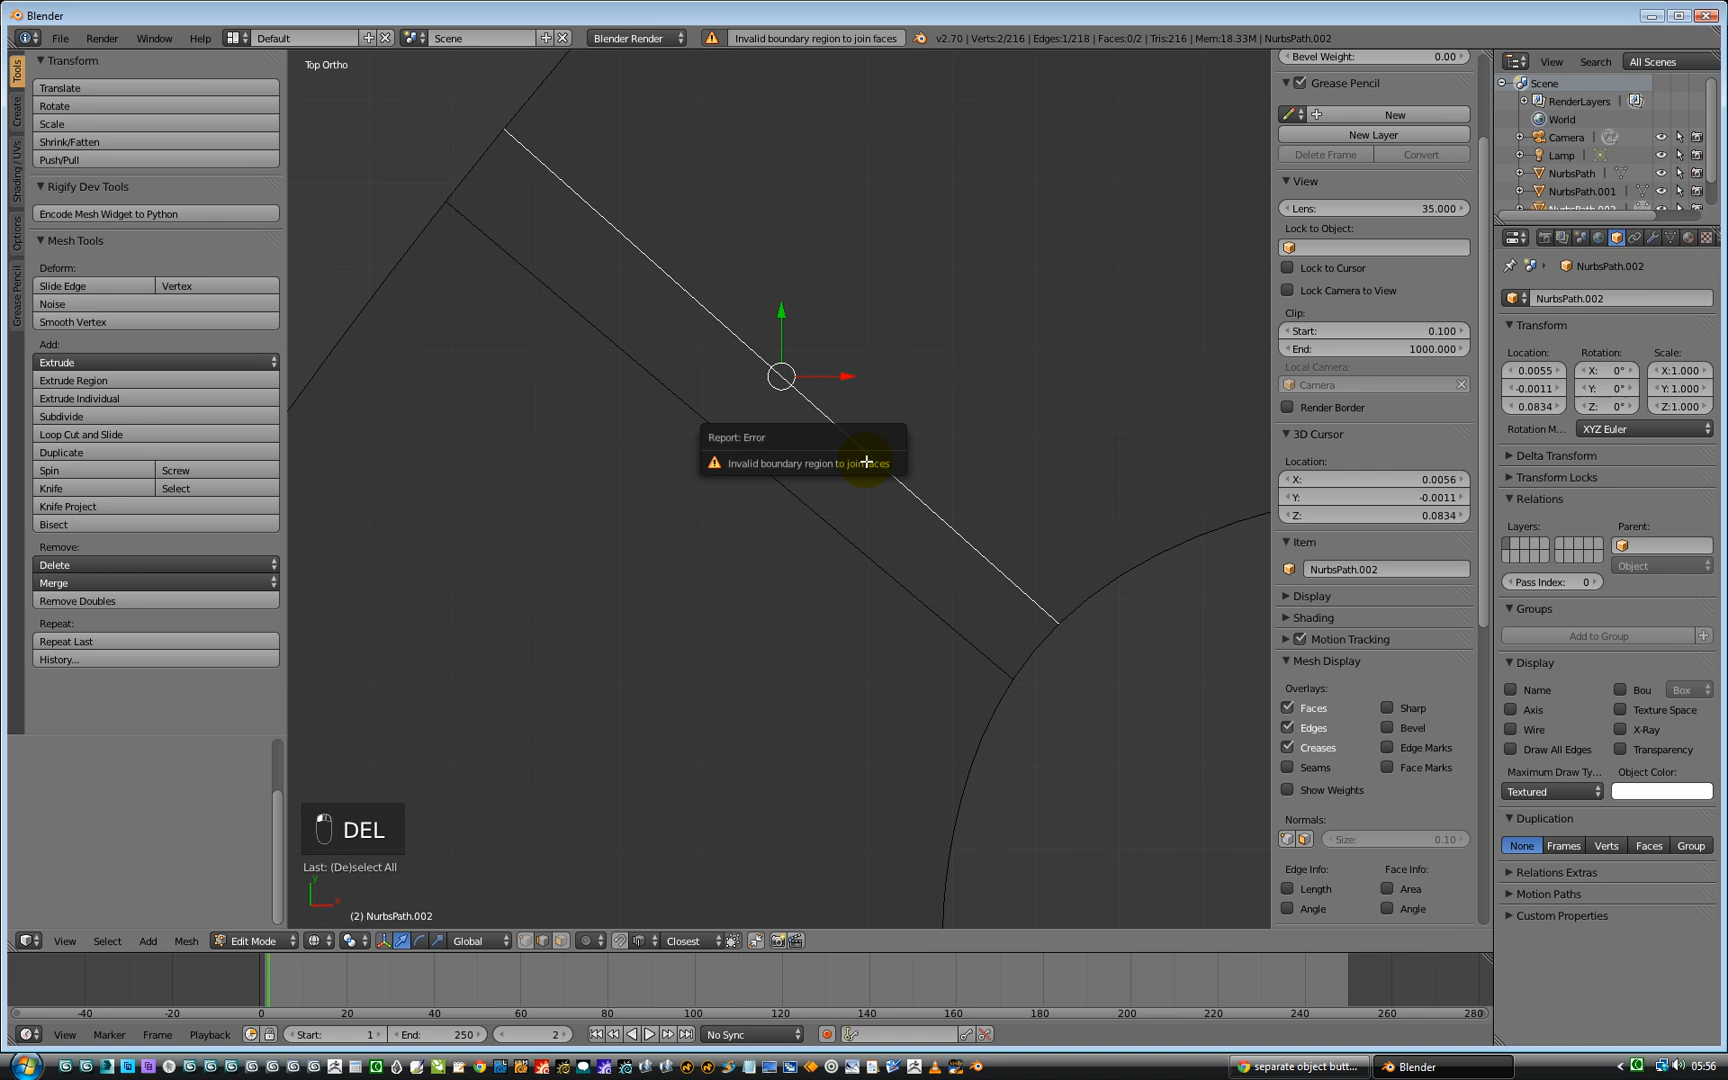 Blender
File Render Window Help Default Scene Blender Render Invalid boundary region to join faces v2.70 | Verts:2/216 | Edges:1/218 | Faces:0/2 | Tris:216 | Mem:18.33M | NurbsPath.002
Tools
Create
Shading / UVs
Options
Grease Pencil
Transform
Translate
Rotate
Scale
Shrink/Fatten
Push/Pull
Rigify Dev Tools
Encode Mesh Widget to Python
Mesh Tools
Deform:
Slide Edge Vertex
Noise
Smooth Vertex
Add:
Extrude
Extrude Region
Extrude Individual
Subdivide
Loop Cut and Slide
Duplicate
Spin Screw
Knife Select
Knife Project
Bisect
Remove:
Delete
Merge
Remove Doubles
Repeat:
Repeat Last
History...
Top Ortho
Report: Error
Invalid boundary region to join faces
DEL
Last: (De)select All
y
x
(2) NurbsPath.002
Bevel Weight: 0.00
Grease Pencil
New
New Layer
Delete Frame Convert
View
Lens: 35.000
Lock to Object:
Lock to Cursor
Lock Camera to View
Clip:
Start: 0.100
End: 1000.000
Local Camera:
Camera
Render Border
3D Cursor
Location:
X: 0.0056
Y: -0.0011
Z: 0.0834
Item
NurbsPath.002
Display
Shading
Motion Tracking
Mesh Display
Overlays:
Faces Sharp
Edges Bevel
Creases Edge Marks
Seams Face Marks
Show Weights
Normals:
Size: 0.10
Edge Info: Face Info:
Length Area
Angle Angle
View Search All Scenes
Scene
RenderLayers
World
Camera
Lamp
NurbsPath
NurbsPath.001
NurbsPath.002
NurbsPath.002
NurbsPath.002
Transform
Location: Rotation: Scale:
0.0055 X: 0° X:1.000
-0.0011 Y: 0° Y: 1.000
0.0834 Z: 0° Z:1.000
Rotation M... XYZ Euler
Delta Transform
Transform Locks
Relations
Layers: Parent:
Object
Pass Index: 0
Groups
Add to Group
Display
Name Bou Box
Axis Texture Space
Wire X-Ray
Draw All Edges Transparency
Maximum Draw Ty... Object Color:
Textured
Duplication
None Frames Verts Faces Group
Relations Extras
Motion Paths
Custom Properties
View Select Add Mesh Edit Mode Global Closest
-40 -20 0 20 40 60 80 100 120 140 160 180 200 220 240 260 280
View Marker Frame Playback Start: 1 End: 250 2 No Sync
separate object butt... Blender 05:56